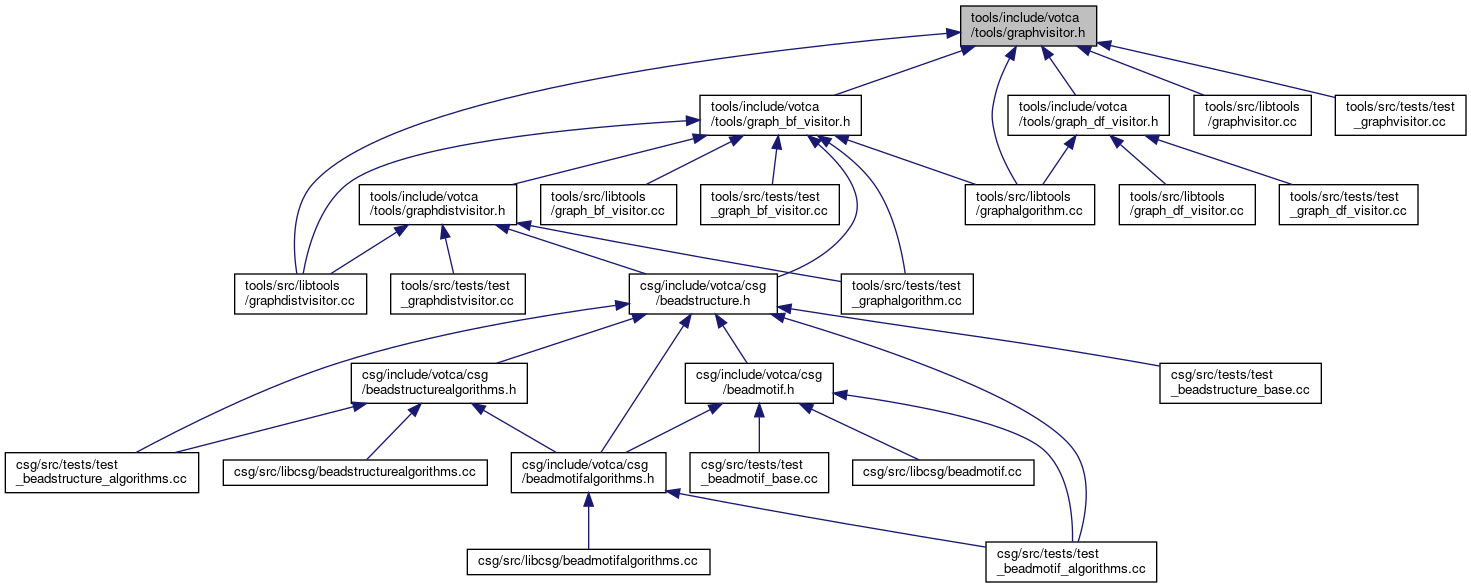 tools/include/votca
/tools/graphvisitor.h
tools/include/votca
/tools/graph_bf_visitor.h
tools/include/votca
/tools/graph_df_visitor.h
tools/src/libtools
/graphvisitor.cc
tools/src/tests/test
_graphvisitor.cc
tools/include/votca
/tools/graphdistvisitor.h
tools/src/libtools
/graph_bf_visitor.cc
tools/src/tests/test
_graph_bf_visitor.cc
tools/src/libtools
/graphalgorithm.cc
tools/src/libtools
/graph_df_visitor.cc
tools/src/tests/test
_graph_df_visitor.cc
tools/src/libtools
/graphdistvisitor.cc
tools/src/tests/test
_graphdistvisitor.cc
csg/include/votca/csg
/beadstructure.h
tools/src/tests/test
_graphalgorithm.cc
csg/include/votca/csg
/beadstructurealgorithms.h
csg/include/votca/csg
/beadmotif.h
csg/src/tests/test
_beadstructure_base.cc
csg/src/tests/test
_beadstructure_algorithms.cc
csg/src/libcsg/beadstructurealgorithms.cc
csg/include/votca/csg
/beadmotifalgorithms.h
csg/src/tests/test
_beadmotif_base.cc
csg/src/libcsg/beadmotif.cc
csg/src/libcsg/beadmotifalgorithms.cc
csg/src/tests/test
_beadmotif_algorithms.cc